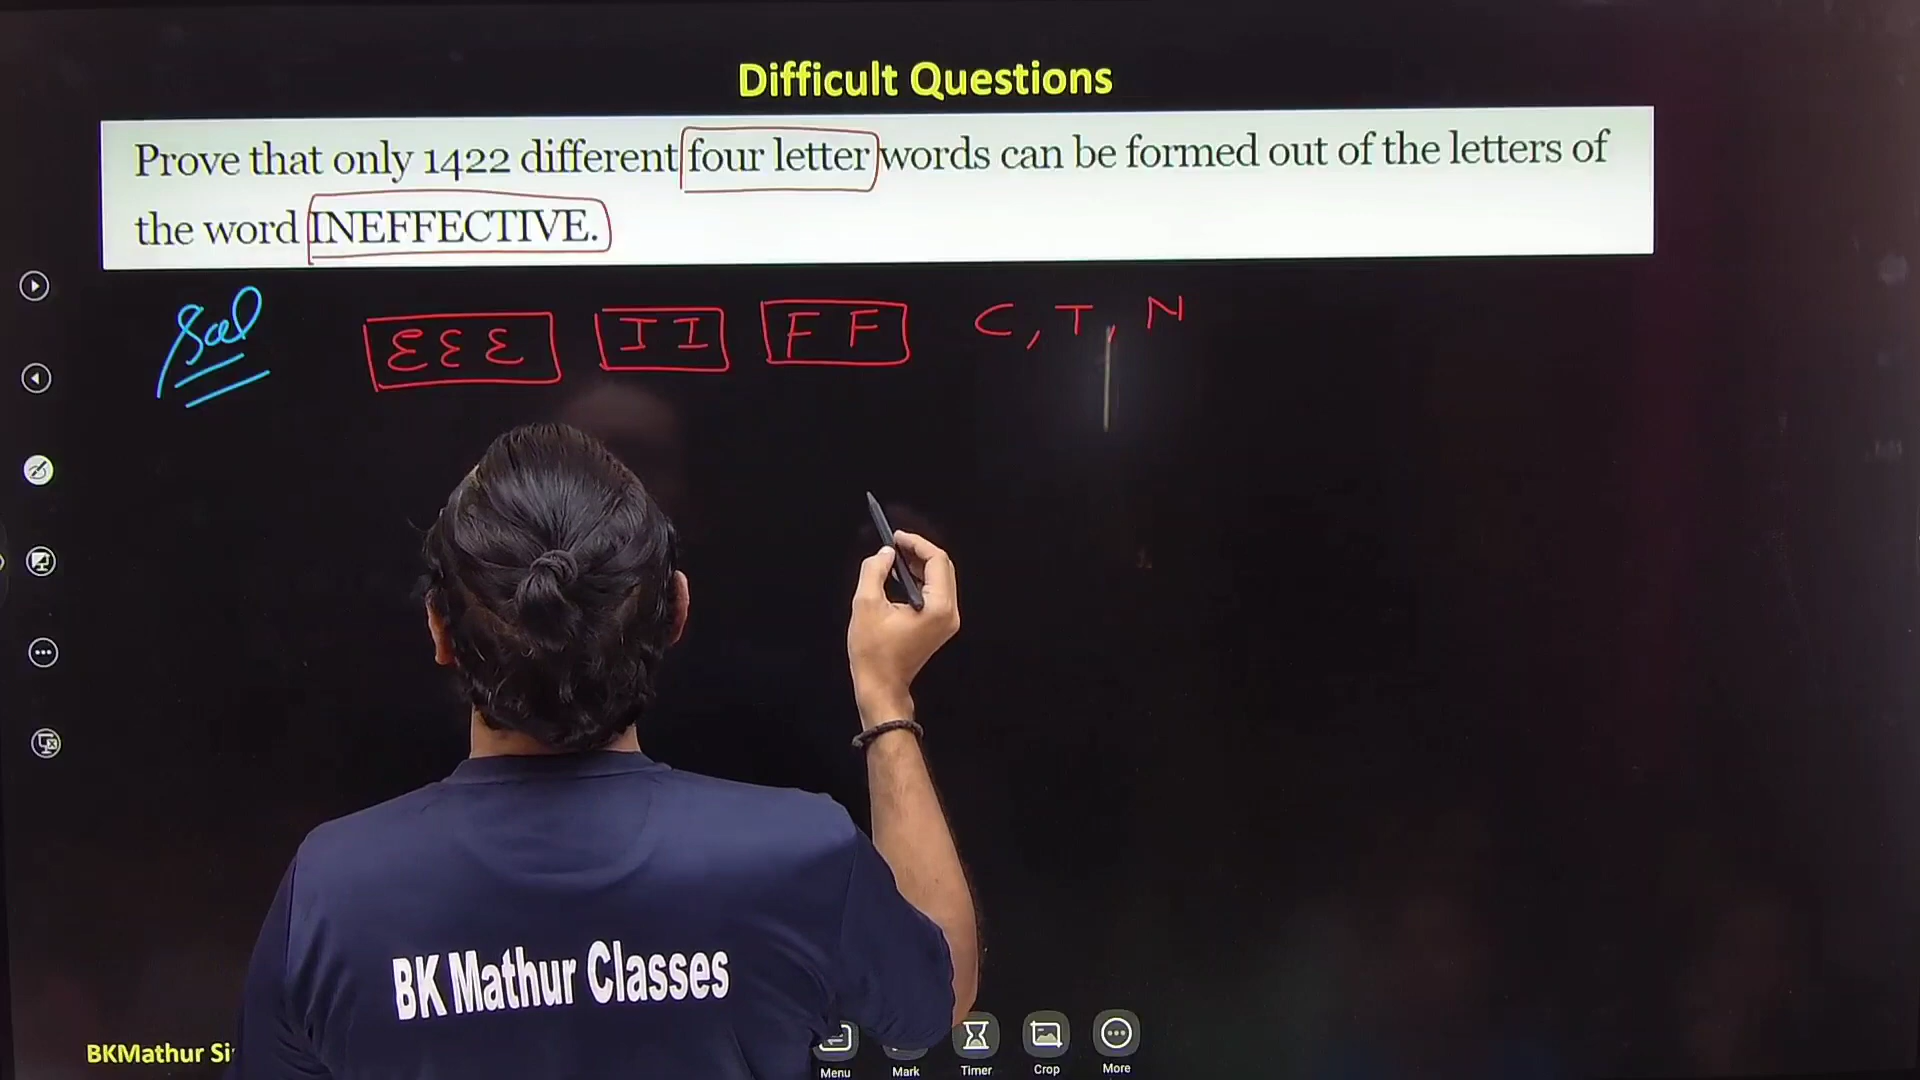 Difficult Questions
Prove that only 1422 different four letter words can be formed out of the letters of
the word INEFFECTIVE.
Sol
EEE II FF C, T, N
BK Mathur Classes
BKMathur Si
Menu Mark Timer Crop More